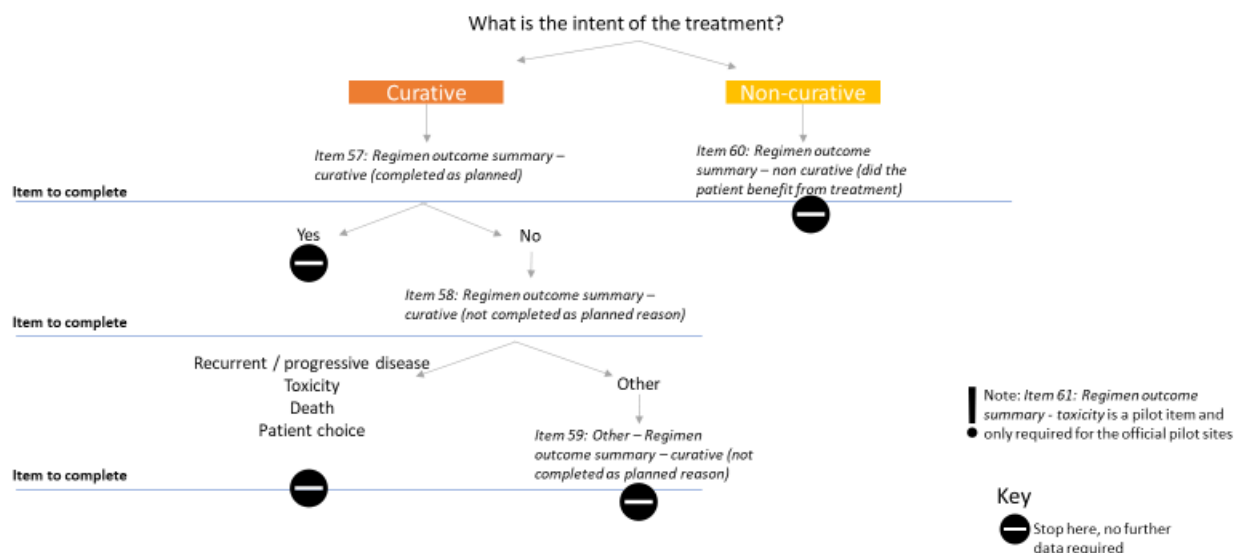 What is the intent of the treatment?
Curative
Non-curative
Item 57: Regimen outcome summary –
curative (completed as planned)
Item 60: Regimen outcome
summary – non curative (did the
patient benefit from treatment)
Item to complete
Yes
No
Item 58: Regimen outcome summary –
curative (not completed as planned reason)
Item to complete
Recurrent / progressive disease
Toxicity
Death
Patient choice
Other
Item 59: Other – Regimen
outcome summary – curative (not
completed as planned reason)
Item to complete
Note: Item 61: Regimen outcome
summary - toxicity is a pilot item and
only required for the official pilot sites
Key
Stop here, no further
data required